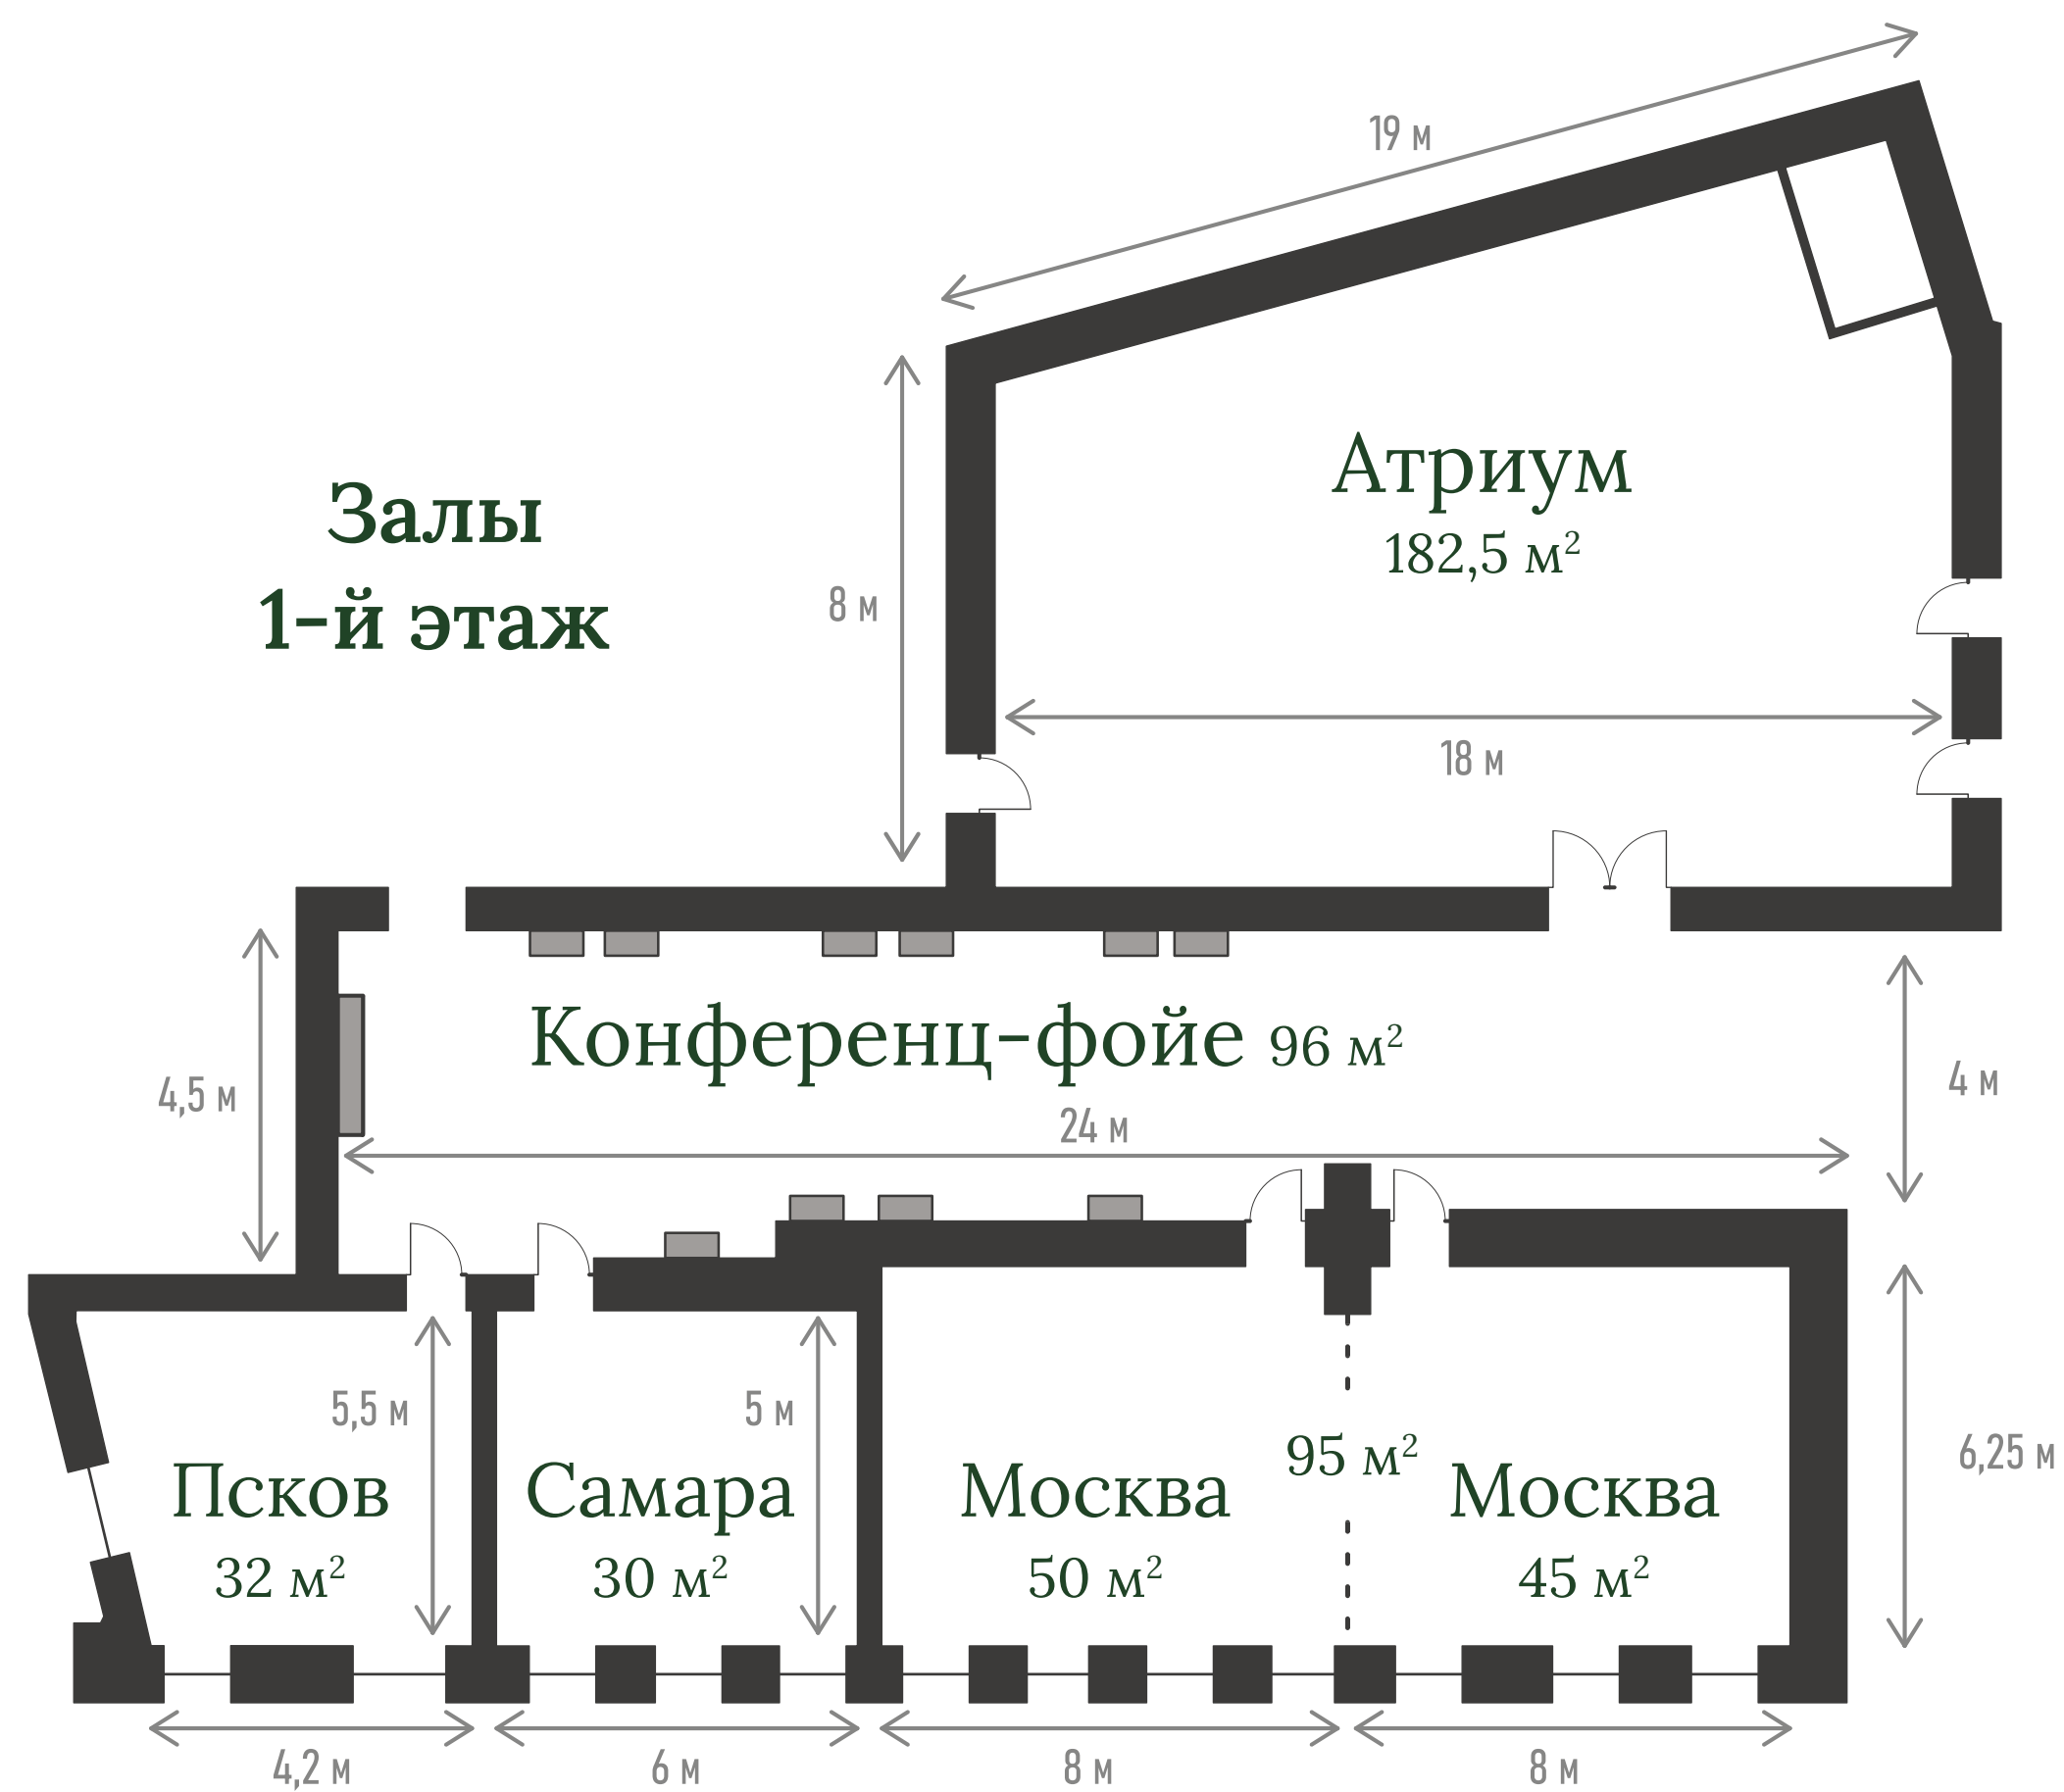 19 м
Залы
1-й этаж
8 м
Атриум
182,5 м²
18 м
4,5 м
Конференц-фойе 96 м²
24 м
4 м
5,5 м
Псков
32 м²
5 м
Самара
30 м²
Москва
50 м²
95 м²
Москва
45 м²
6,25 м
4,2 м
6 м
8 м
8 м